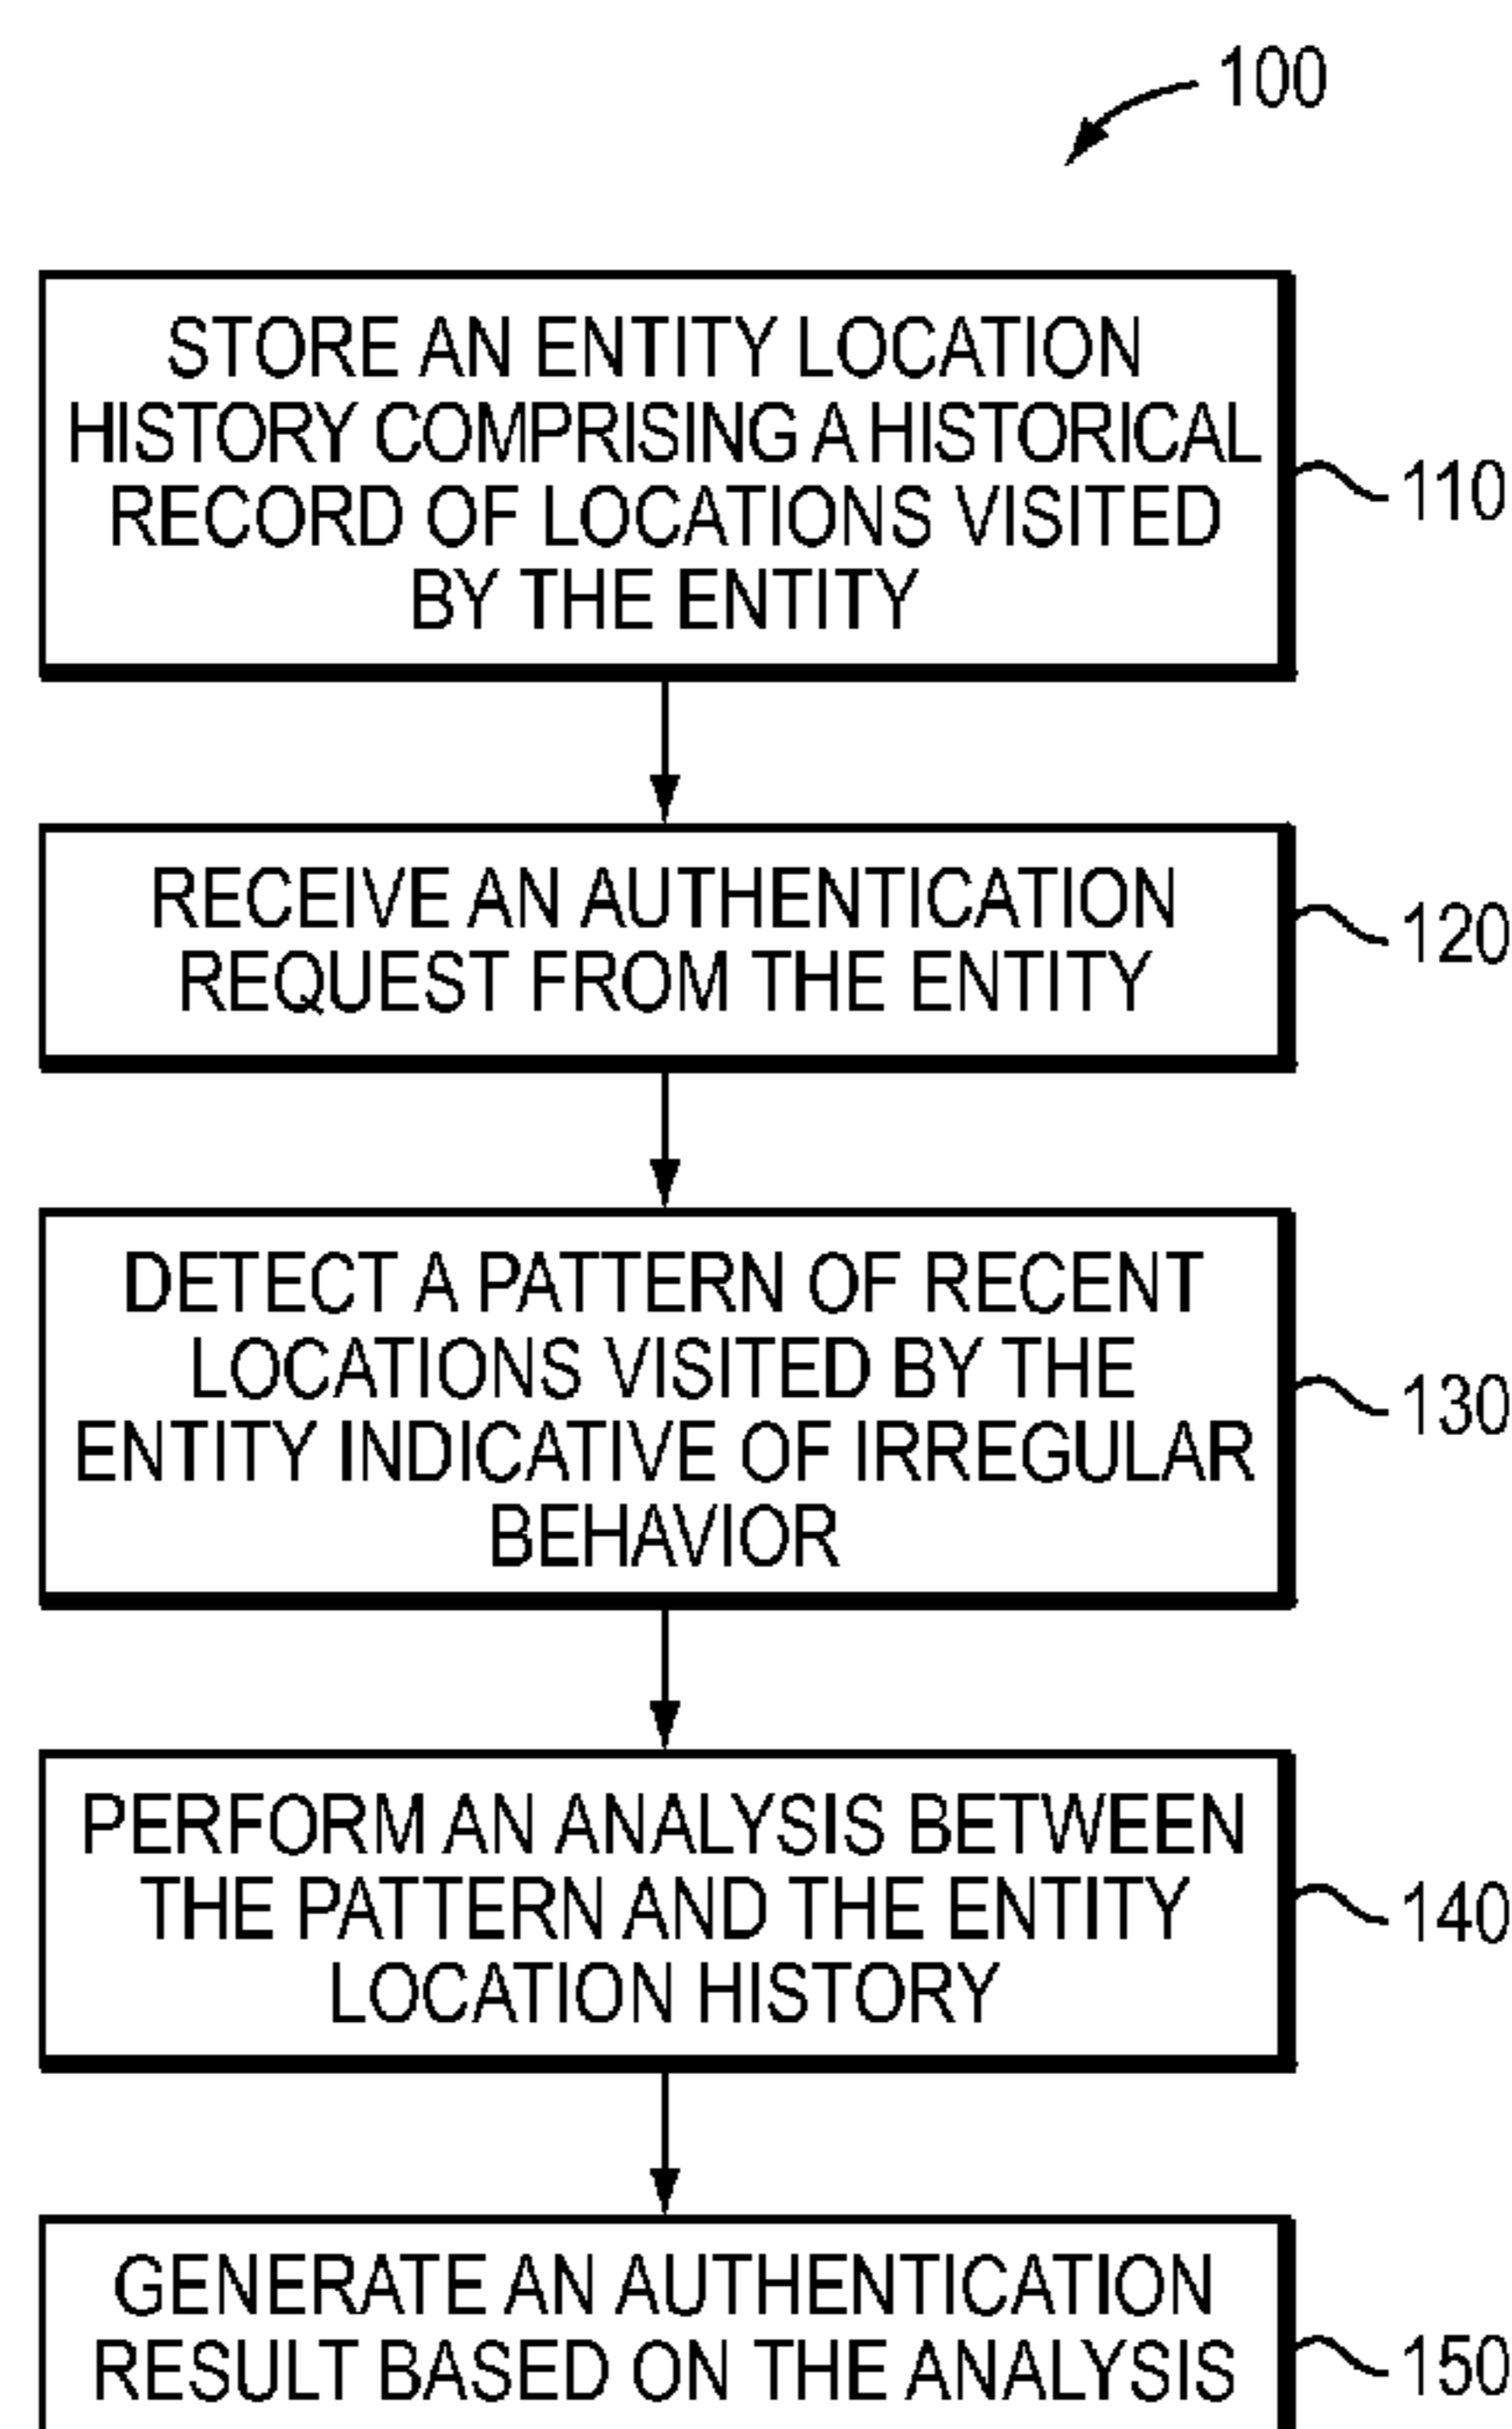 100
STORE AN ENTITY LOCATION
HISTORY COMPRISING A HISTORICAL
RECORD OF LOCATIONS VISITED
BY THE ENTITY
110
RECEIVE AN AUTHENTICATION
REQUEST FROM THE ENTITY
120
DETECT A PATTERN OF RECENT
LOCATIONS VISITED BY THE
ENTITY INDICATIVE OF IRREGULAR
BEHAVIOR
130
PERFORM AN ANALYSIS BETWEEN
THE PATTERN AND THE ENTITY
LOCATION HISTORY
140
GENERATE AN AUTHENTICATION
RESULT BASED ON THE ANALYSIS
150